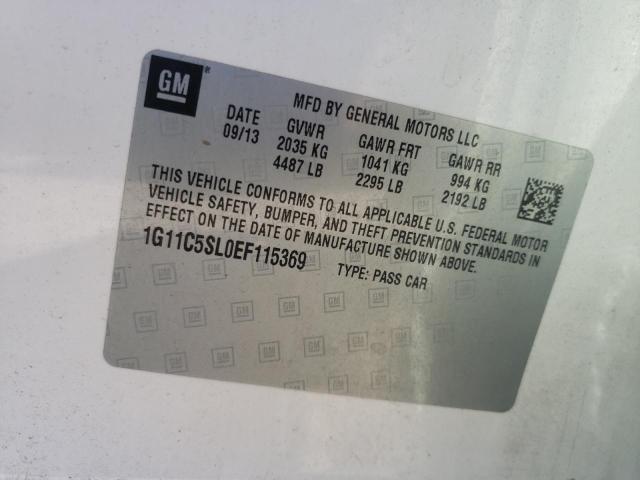 GM
MFD BY GENERAL MOTORS LLC
DATE GVWR GAWR FRT GAWR RR
09/13 2035 KG 1041 KG 994 KG
4487 LB 2295 LB 2192 LB
THIS VEHICLE CONFORMS TO ALL APPLICABLE U.S. FEDERAL MOTOR
VEHICLE SAFETY, BUMPER, AND THEFT PREVENTION STANDARDS IN
EFFECT ON THE DATE OF MANUFACTURE SHOWN ABOVE.
1G11C5SL0EF115369 TYPE: PASS CAR